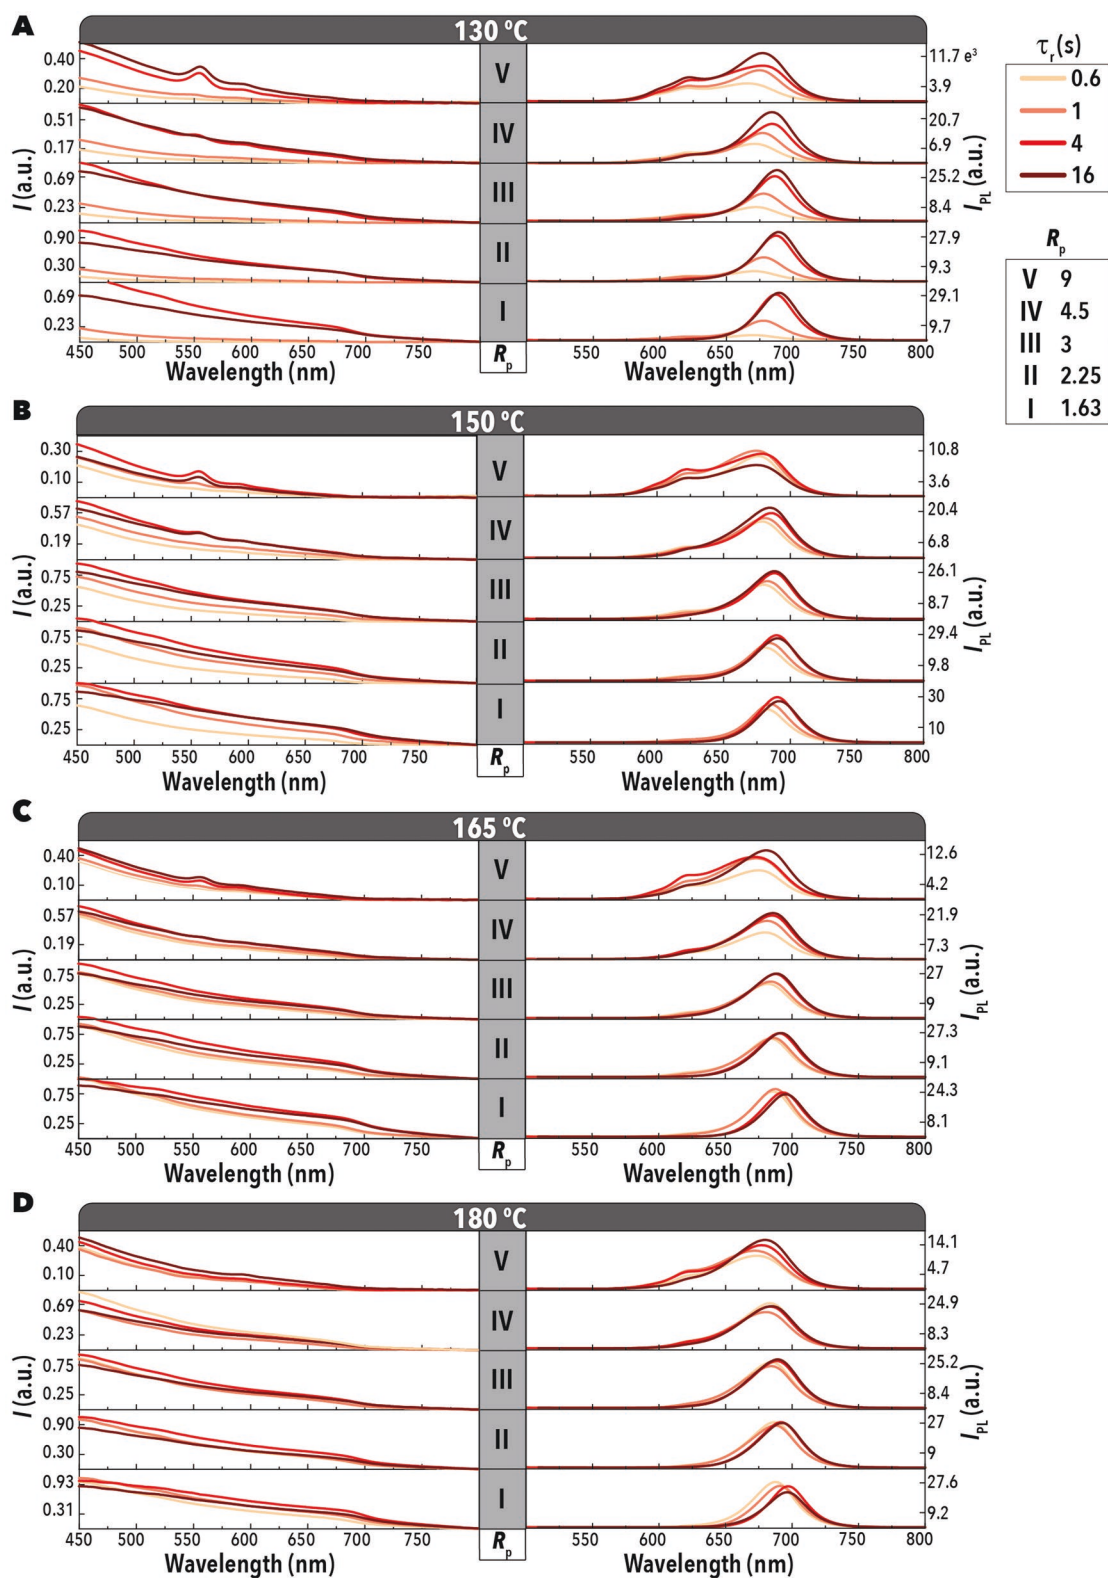 A
130 ºC
0.40
0.20
V
11.7 e³
3.9
0.51
0.17
IV
20.7
6.9
0.69
0.23
III
25.2
8.4
0.90
0.30
II
27.9
9.3
0.69
0.23
I
29.1
9.7
I (a.u.)
I PL (a.u.)
450 500 550 600 650 700 750
Rp
550 600 650 700 750 800
Wavelength (nm)
Wavelength (nm)
τr (s)
0.6
1
4
16
Rp
V 9
IV 4.5
III 3
II 2.25
I 1.63
B
150 ºC
0.30
0.10
V
10.8
3.6
0.57
0.19
IV
20.4
6.8
0.75
0.25
III
26.1
8.7
0.75
0.25
II
29.4
9.8
0.75
0.25
I
30
10
I (a.u.)
I PL (a.u.)
450 500 550 600 650 700 750
Rp
550 600 650 700 750 800
Wavelength (nm)
Wavelength (nm)
C
165 ºC
0.40
0.10
V
12.6
4.2
0.57
0.19
IV
21.9
7.3
0.75
0.25
III
27
9
0.75
0.25
II
27.3
9.1
0.75
0.25
I
24.3
8.1
I (a.u.)
I PL (a.u.)
450 500 550 600 650 700 750
Rp
550 600 650 700 750 800
Wavelength (nm)
Wavelength (nm)
D
180 ºC
0.40
0.10
V
14.1
4.7
0.69
0.23
IV
24.9
8.3
0.75
0.25
III
25.2
8.4
0.90
0.30
II
27
9
0.93
0.31
I
27.6
9.2
I (a.u.)
I PL (a.u.)
450 500 550 600 650 700 750
Rp
550 600 650 700 750 800
Wavelength (nm)
Wavelength (nm)